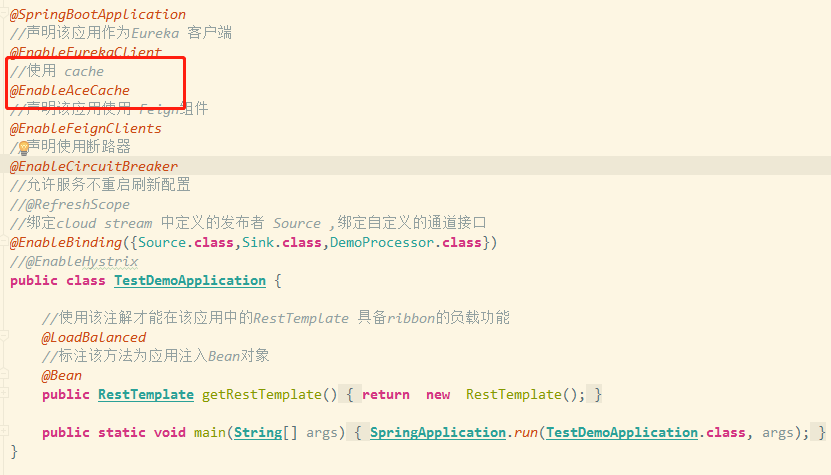 @SpringBootApplication
//声明该应用作为Eureka 客户端
@EnableEurekaClient
//使用 cache
@EnableAceCache
//声明该应用使用 Feign组件
@EnableFeignClients
//声明使用断路器
@EnableCircuitBreaker
//允许服务不重启刷新配置
//@RefreshScope
//绑定cloud stream 中定义的发布者 Source ,绑定自定义的通道接口
@EnableBinding({Source.class,Sink.class,DemoProcessor.class})
//@EnableHystrix
public class TestDemoApplication {
//使用该注解才能在该应用中的RestTemplate 具备ribbon的负载功能
@LoadBalanced
//标注该方法为应用注入Bean对象
@Bean
public RestTemplate getRestTemplate() { return new RestTemplate(); }
public static void main(String[] args) { SpringApplication.run(TestDemoApplication.class, args); }
}